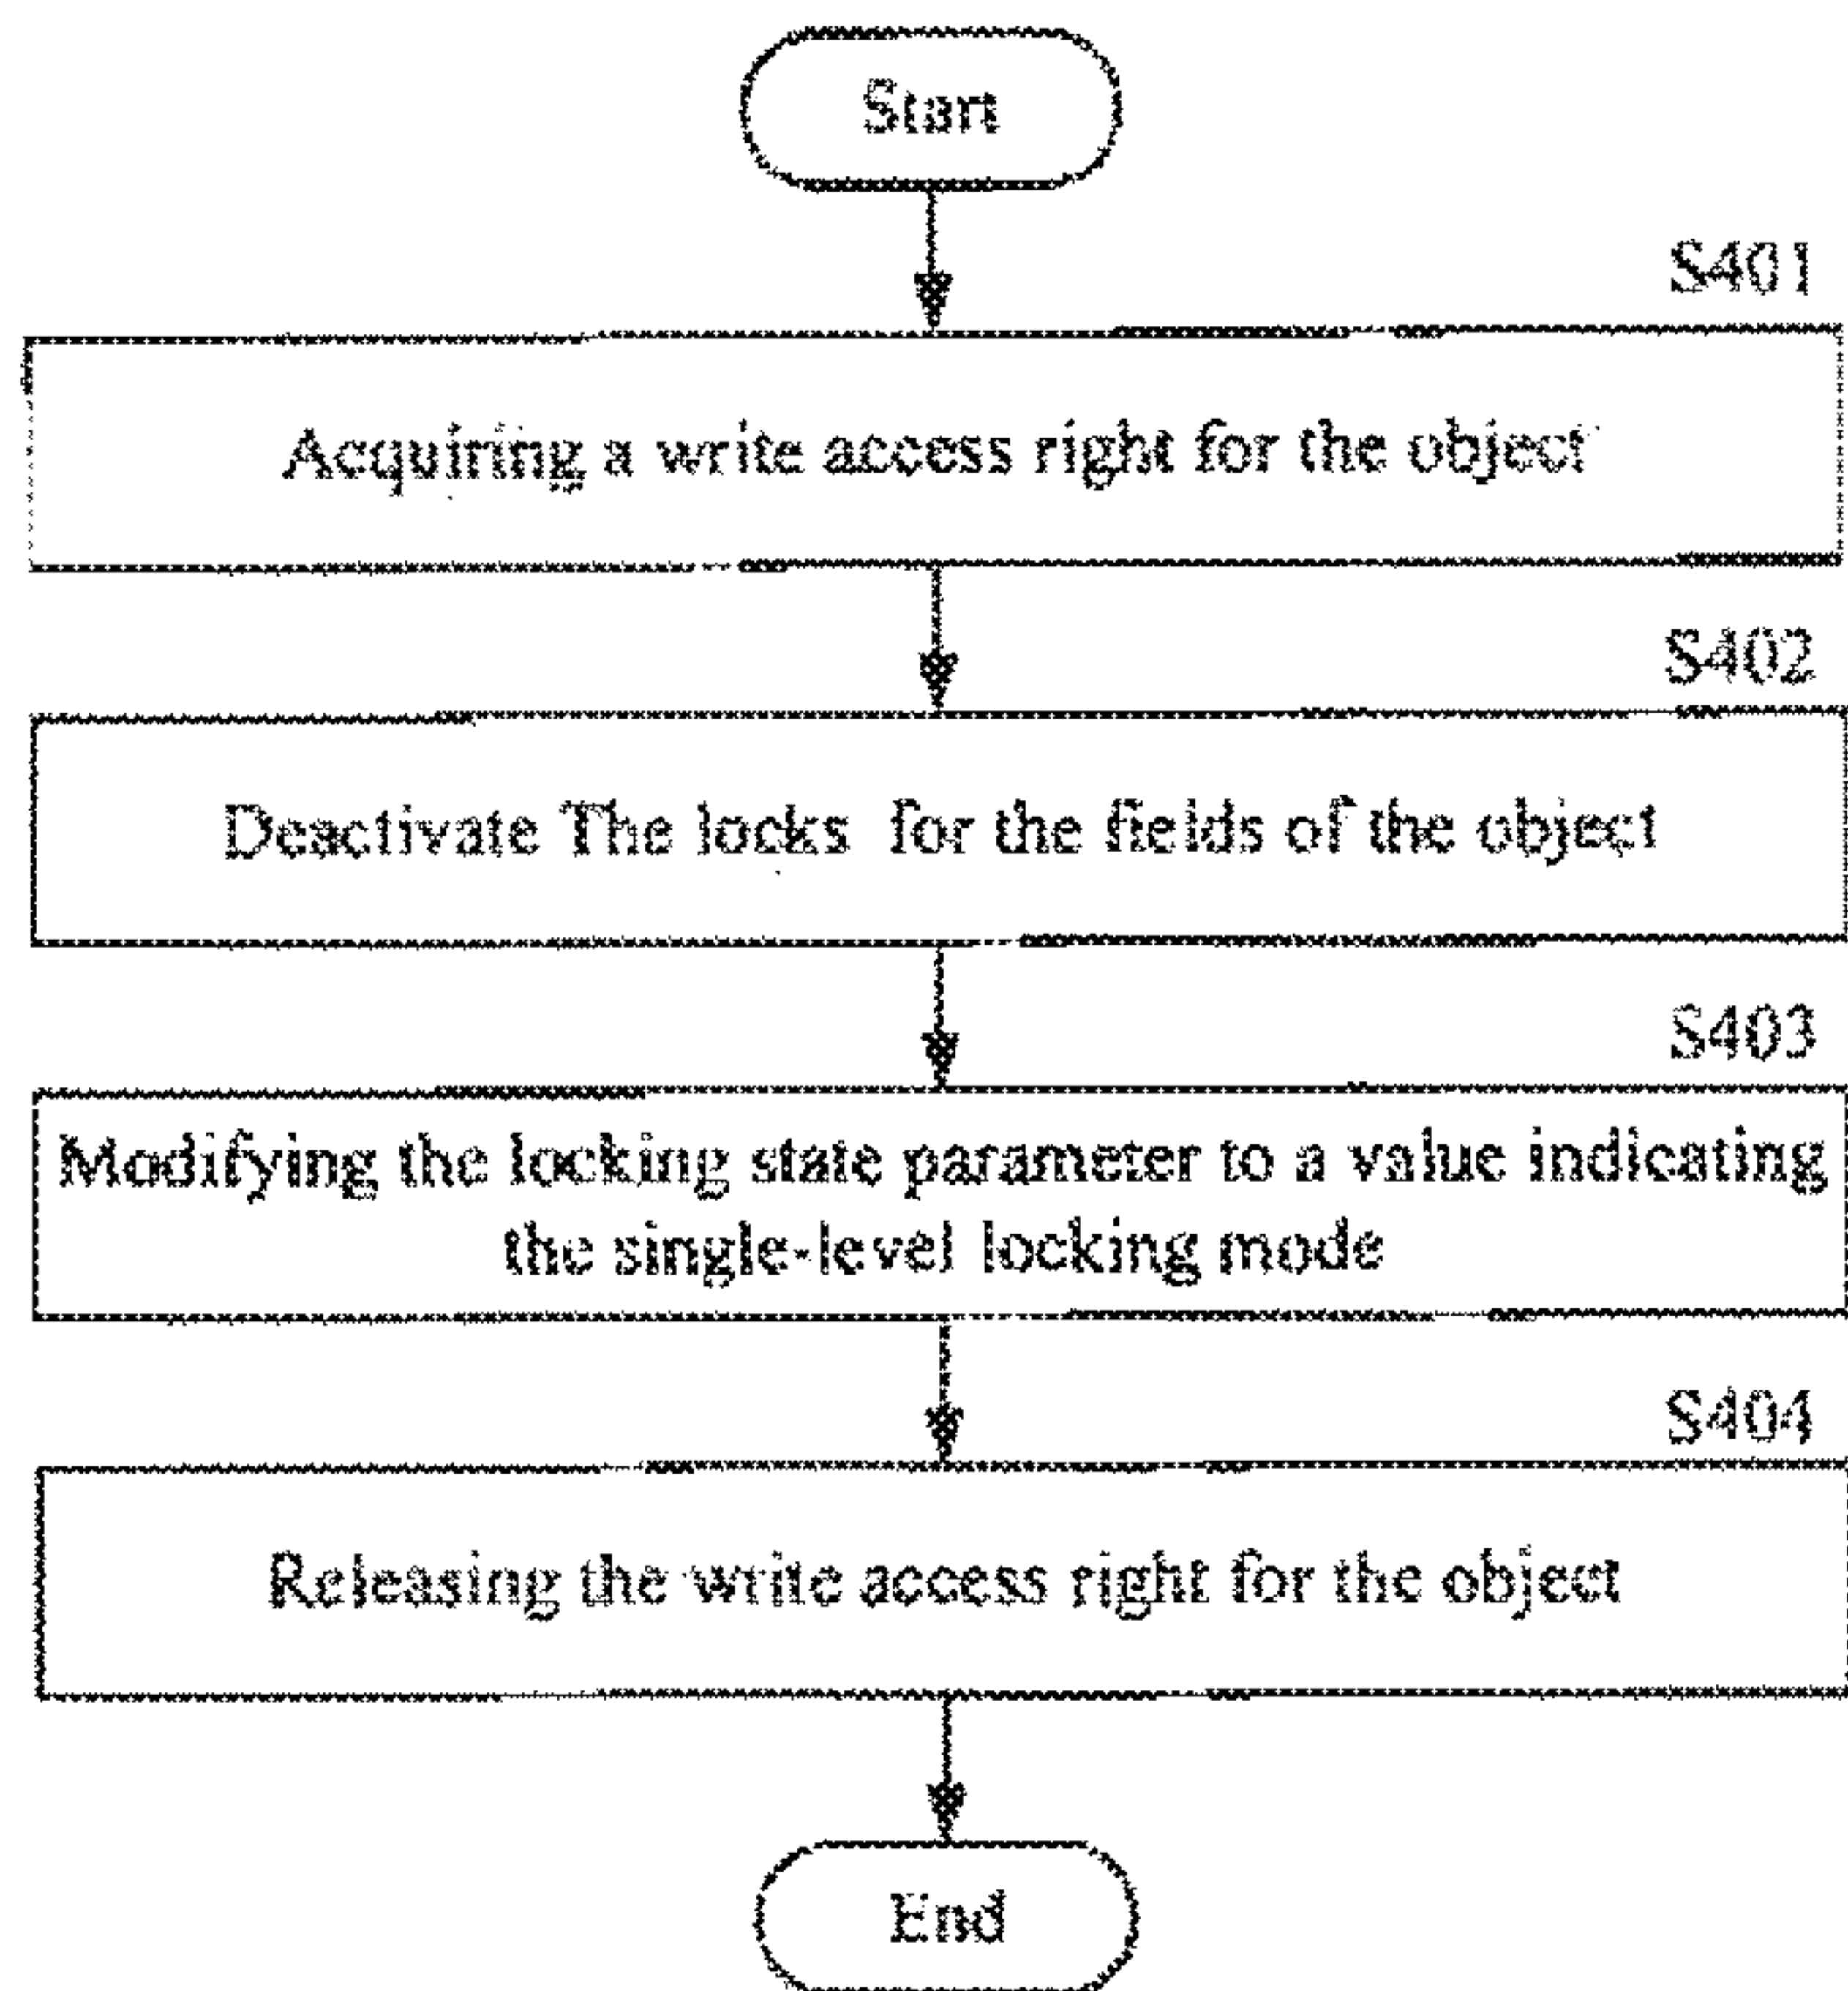 Start
S401
Acquiring a write access right for the object
S402
Deactivate The locks for the fields of the object
S403
Modifying the locking state parameter to a value indicating
the single-level locking mode
S404
Releasing the write access right for the object
End